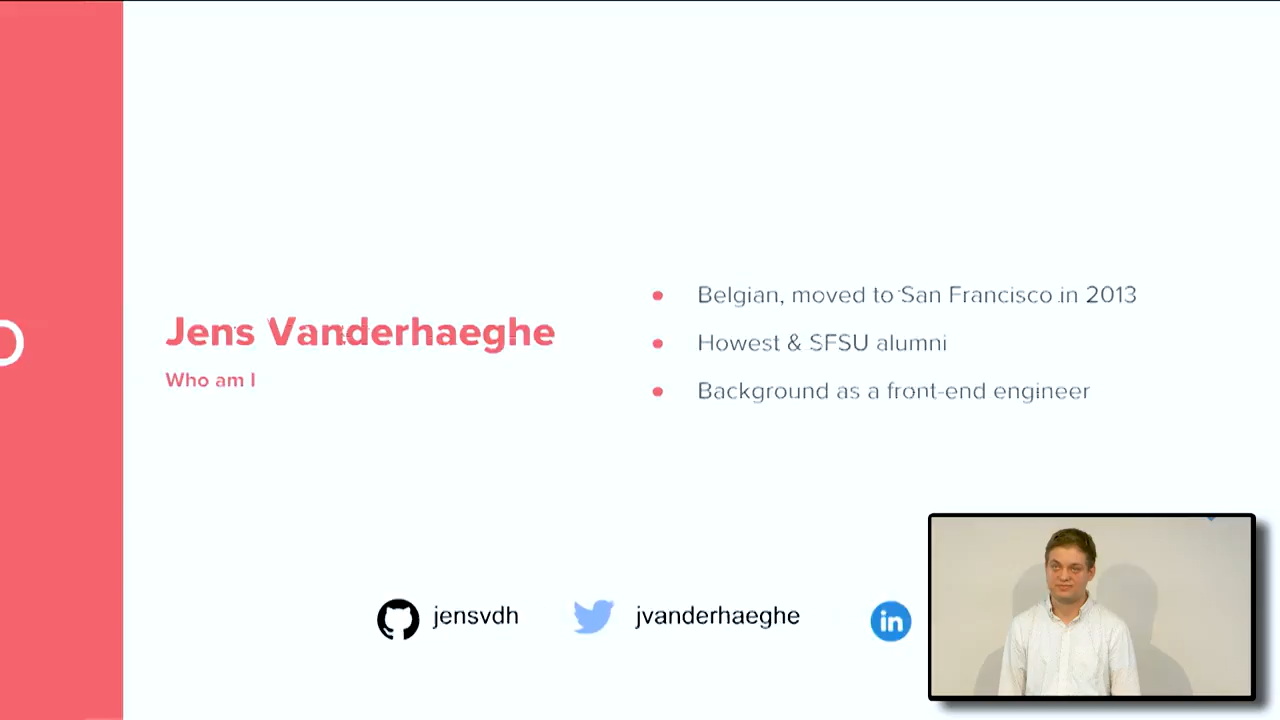 Jens Vanderhaeghe
Who am I
Belgian, moved to San Francisco in 2013
Howest & SFSU alumni
Background as a front-end engineer
jensvdh
jvanderhaeghe
in